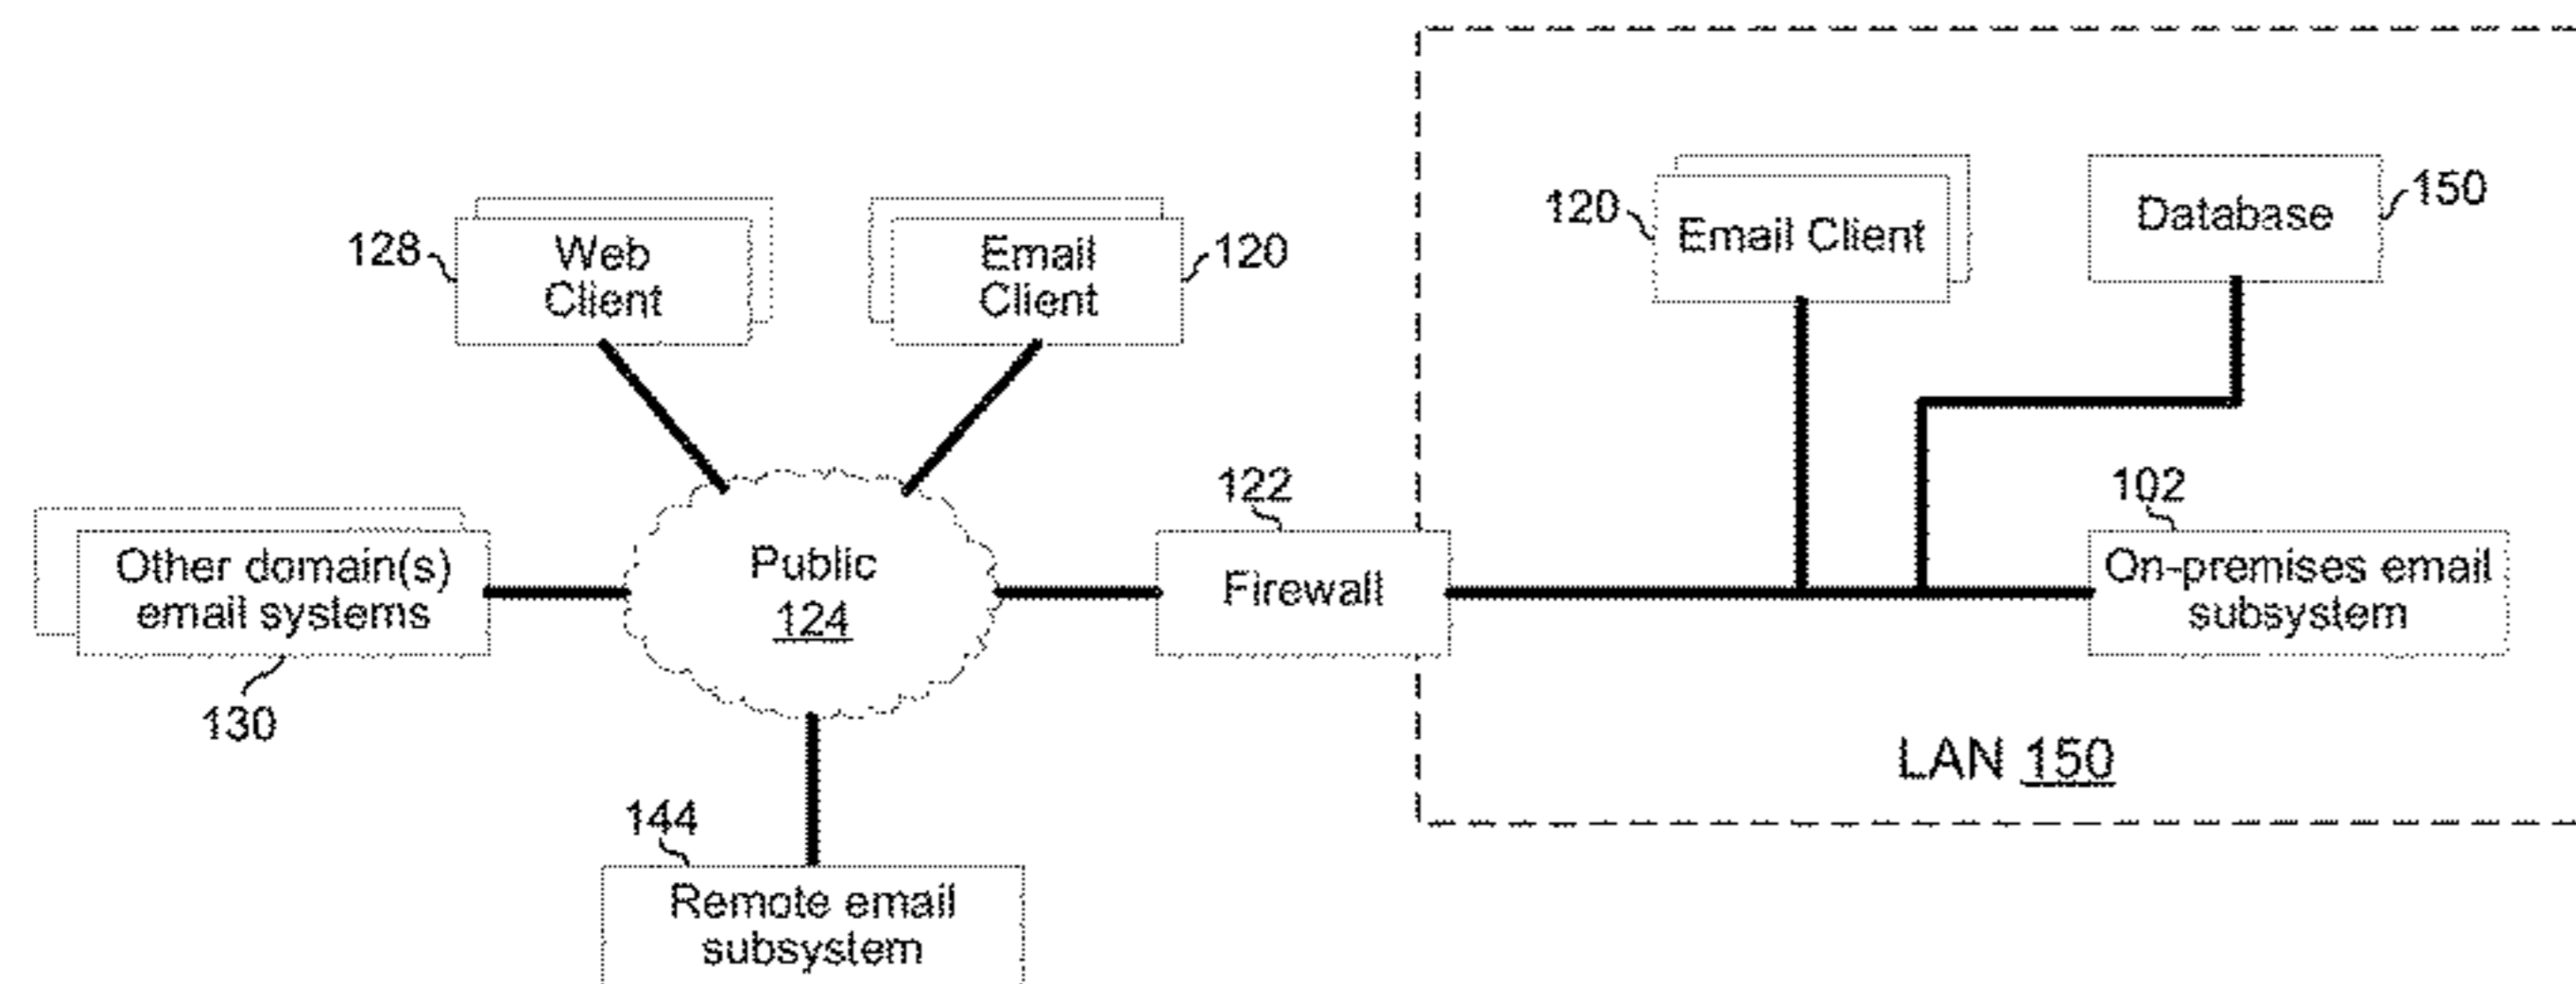 128
Web
Client
Email
Client
120
120
Email Client
Database
150
Other domain(s)
email systems
130
Public
124
122
Firewall
102
On-premises email
subsystem
LAN 150
144
Remote email
subsystem